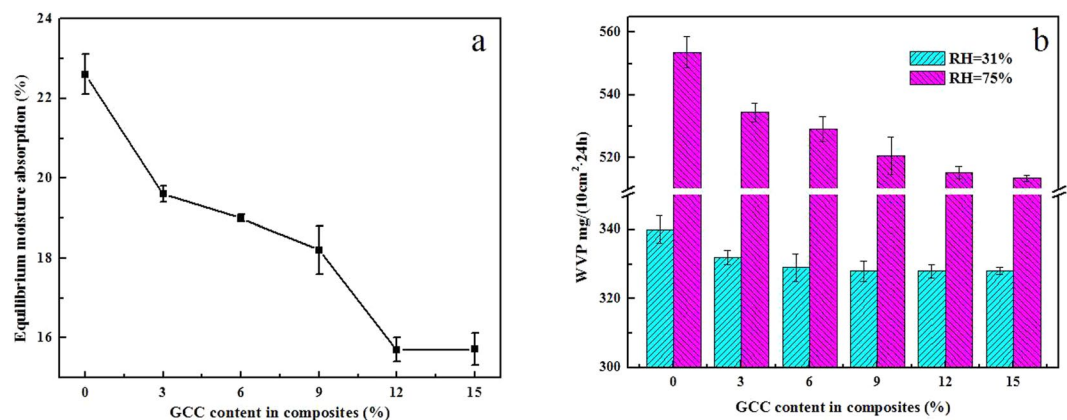 a
24
22
20
18
16
Equilibrium moisture absorption (%)
0 3 6 9 12 15
GCC content in composites (%)
b
RH=31%
RH=75%
560
540
520
340
320
300
WVP mg/(10cm²·24h)
0 3 6 9 12 15
GCC content in composites (%)